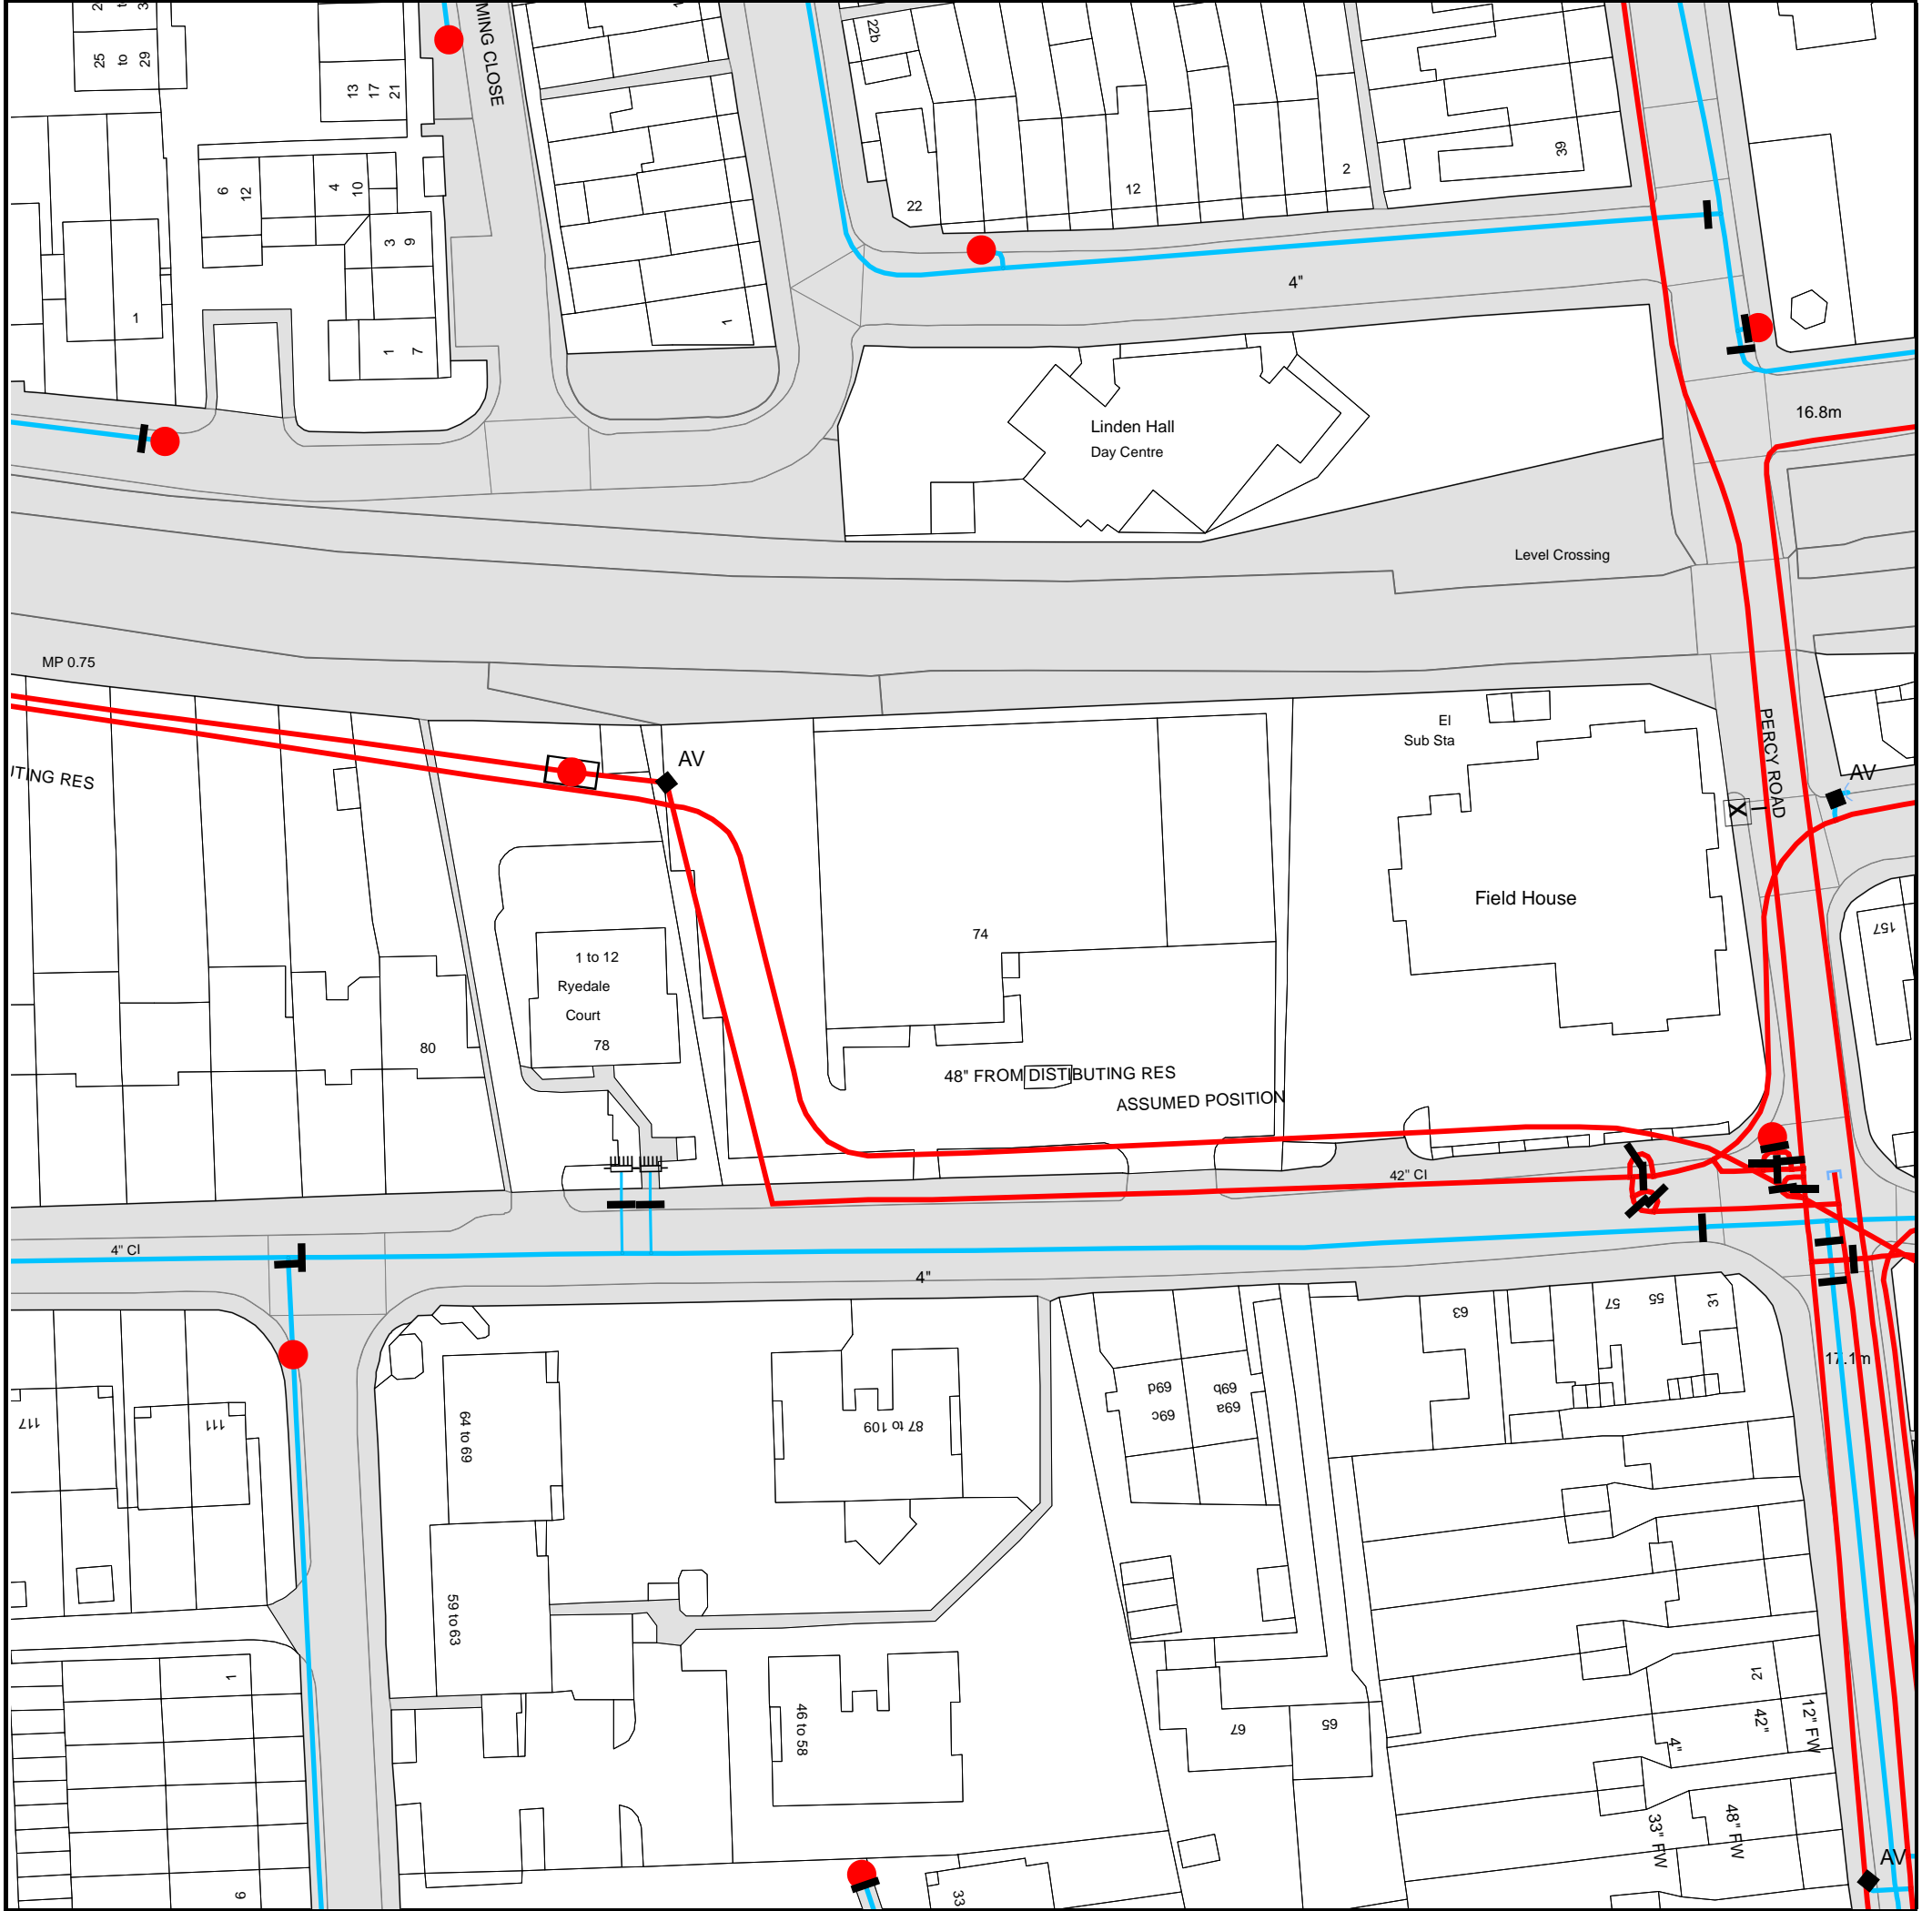 25
to
29
13
17
21
MING CLOSE
22b
6
12
4
10
3
9
22
12
2
39
1
1
7
1
4"
16.8m
Linden Hall
Day Centre
Level Crossing
MP 0.75
UTING RES
AV
El
Sub Sta
PERCY ROAD
AV
X
Field House
157
74
1 to 12
Ryedale
Court
78
80
48" FROM DISTIBUTING RES
ASSUMED POSITION
42" CI
4" CI
4"
63
57
55
31
17.1m
69d
69b
69c
69a
117
111
64 to 69
87 to 109
59 to 63
1
46 to 58
67
65
21
42"
12" FW
4"
33" FW
48" FW
AV
33